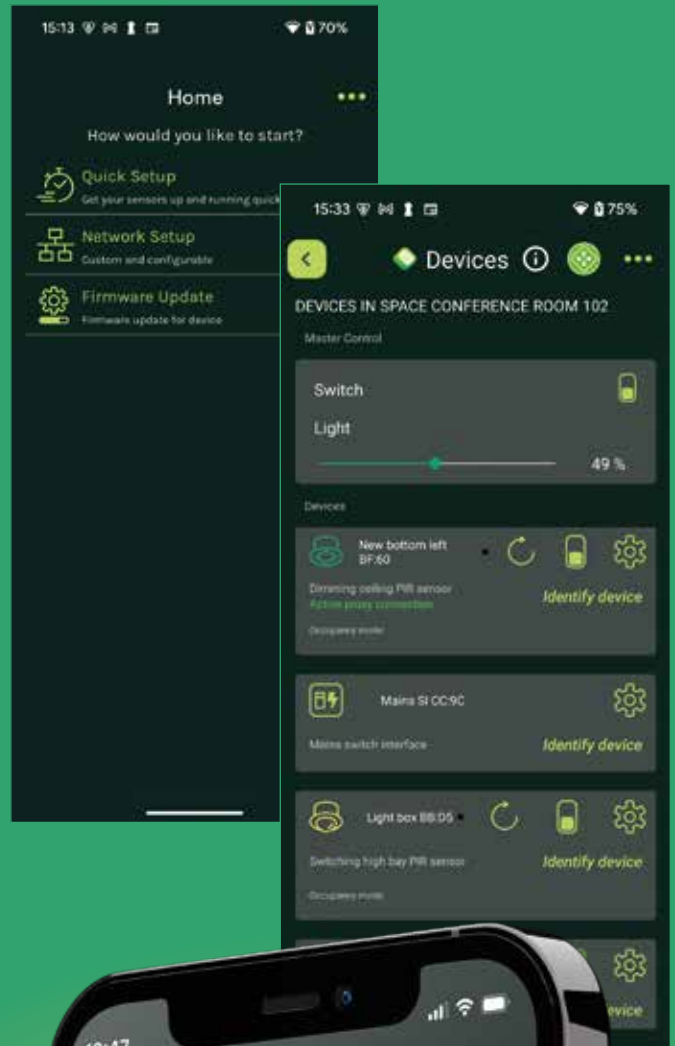 15:13
70%
Home
How would you like to start?
Quick Setup
Get your sensors up and running quick
Network Setup
Custom and configurable
Firmware Update
Firmware update for device
15:33
75%
Devices
DEVICES IN SPACE CONFERENCE ROOM 102
Master Control
Switch
Light
49 %
Devices
New bottom left
BF:60
Dimming ceiling PIR sensor
Identify device
Active proxy connection
Occupancy mode
Mains SI CC:9C
Mains switch interface
Identify device
Light box BB:D5
Switching high bay PIR sensor
Identify device
Occupancy mode
device